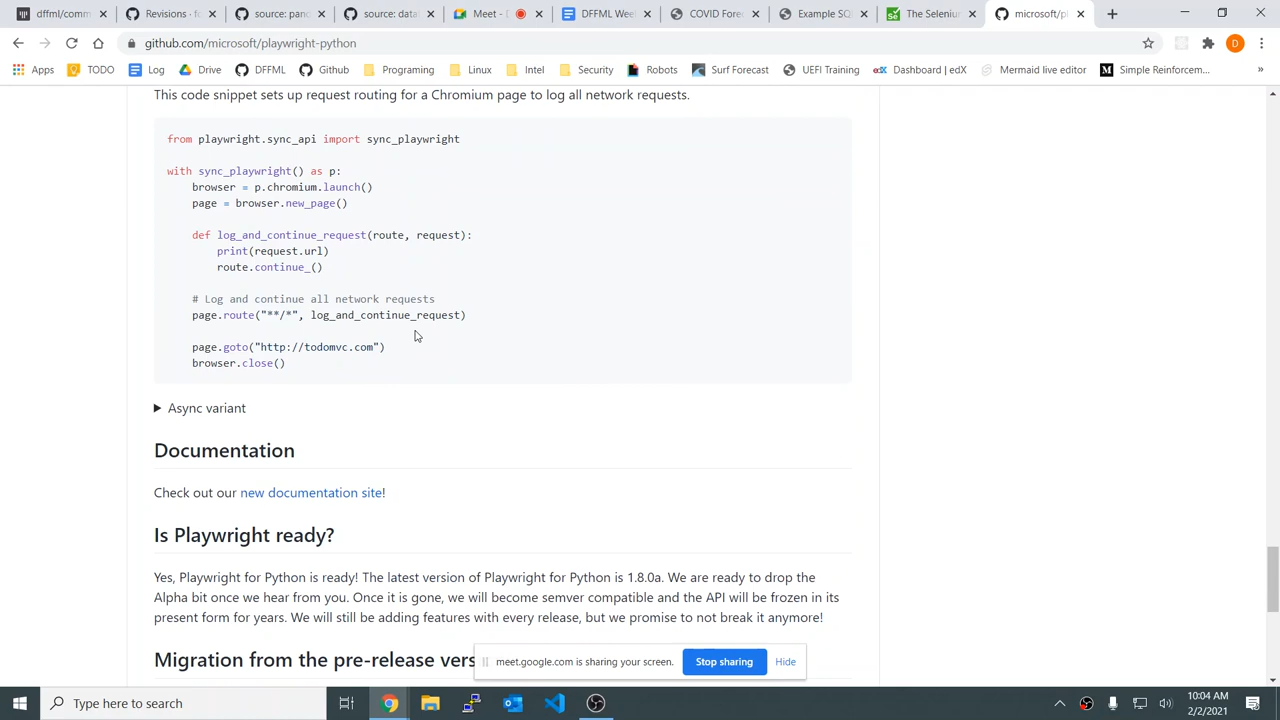 dffml/com
Revisions · fe
source: pand
source: datab
Meet - D
DFFML Wee
COVID Forec
Example SQL
The Selenium
microsoft/pl
github.com/microsoft/playwright-python
D
Apps
TODO
Log
Drive
DFFML
Github
Programing
Linux
Intel
Security
Robots
Surf Forecast
UEFI Training
edX
Dashboard | edX
Mermaid live editor
M
Simple Reinforcem...
»
This code snippet sets up request routing for a Chromium page to log all network requests.
from playwright.sync_api import sync_playwright
with sync_playwright() as p:
browser = p.chromium.launch()
page = browser.new_page()
def log_and_continue_request(route, request):
print(request.url)
route.continue_()
# Log and continue all network requests
page.route("**/*", log_and_continue_request)
page.goto("http://todomvc.com")
browser.close()
Async variant
Documentation
Check out our new documentation site!
Is Playwright ready?
Yes, Playwright for Python is ready! The latest version of Playwright for Python is 1.8.0a. We are ready to drop the
Alpha bit once we hear from you. Once it is gone, we will become semver compatible and the API will be frozen in its
present form for years. We will still be adding features with every release, but we promise to not break it anymore!
Migration from the pre-release vers
meet.google.com is sharing your screen.
Stop sharing
Hide
Type here to search
10:04 AM
2/2/2021